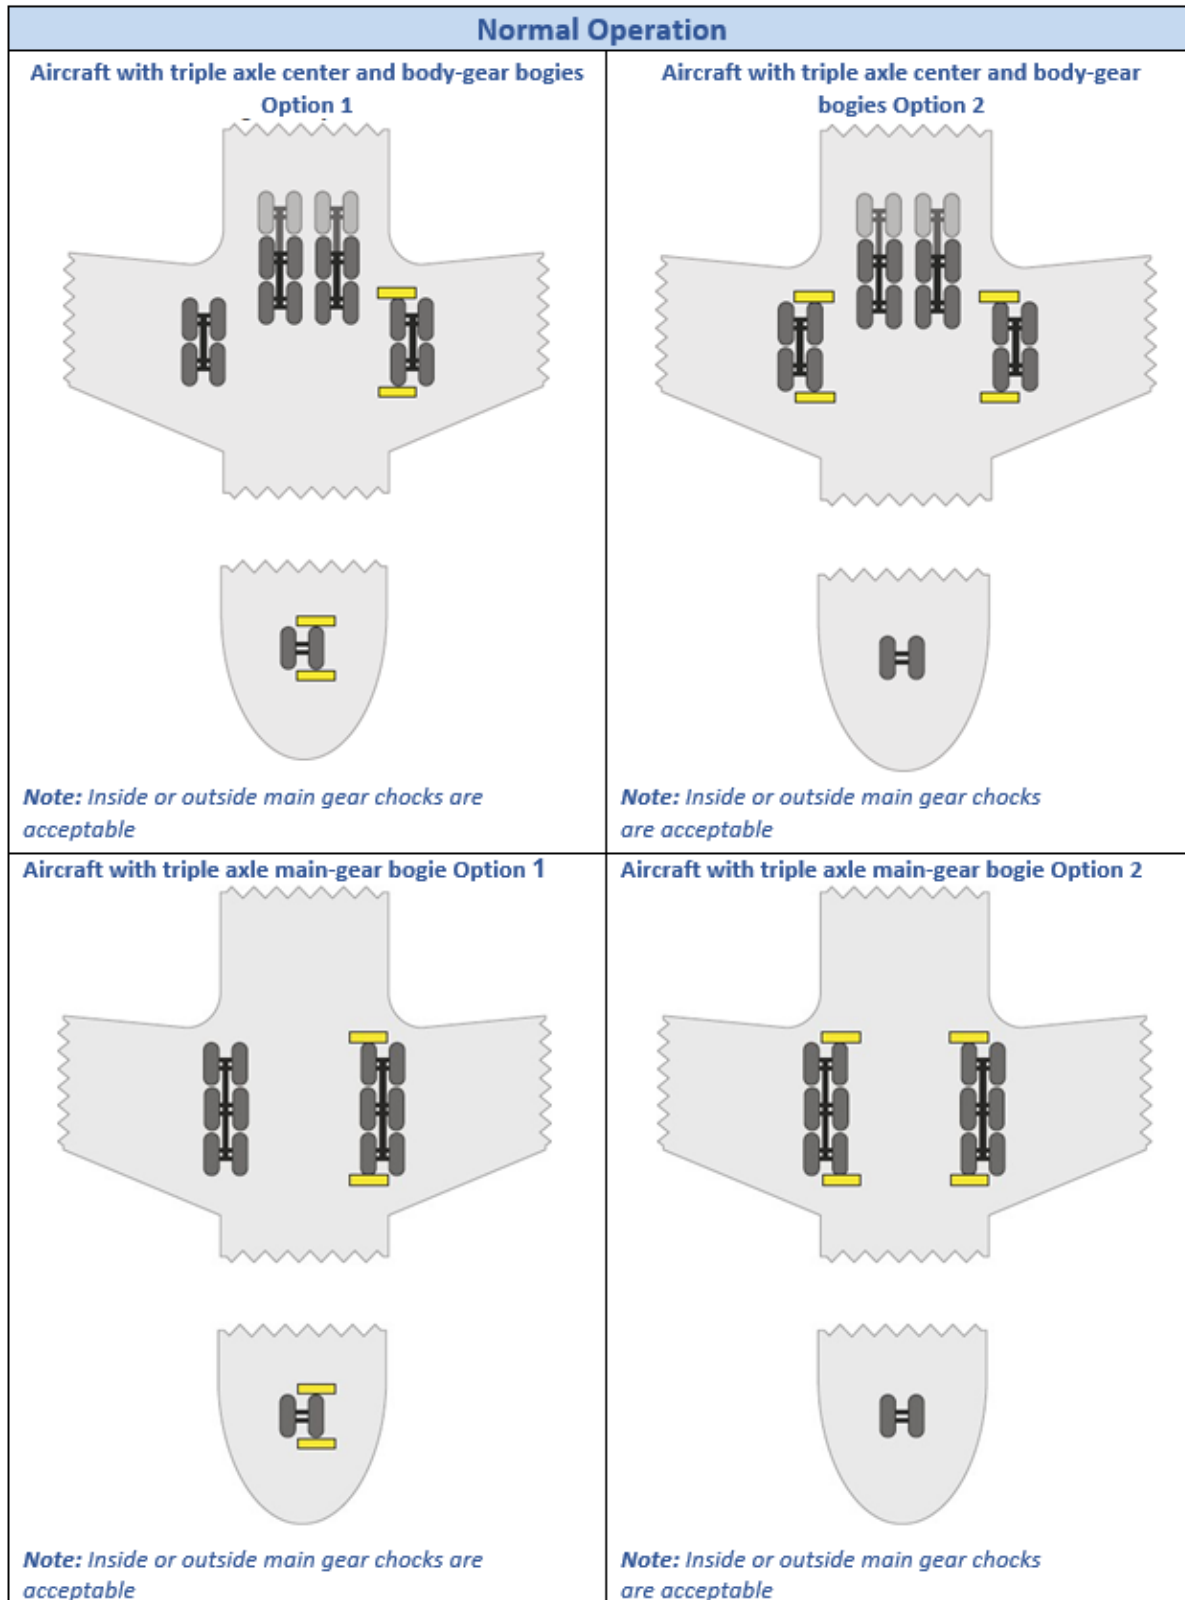 Normal Operation
Aircraft with triple axle center and body-gear bogies
Option 1
Aircraft with triple axle center and body-gear
bogies Option 2
Note: Inside or outside main gear chocks are
acceptable
Note: Inside or outside main gear chocks
are acceptable
Aircraft with triple axle main-gear bogie Option 1
Aircraft with triple axle main-gear bogie Option 2
Note: Inside or outside main gear chocks are
acceptable
Note: Inside or outside main gear chocks
are acceptable